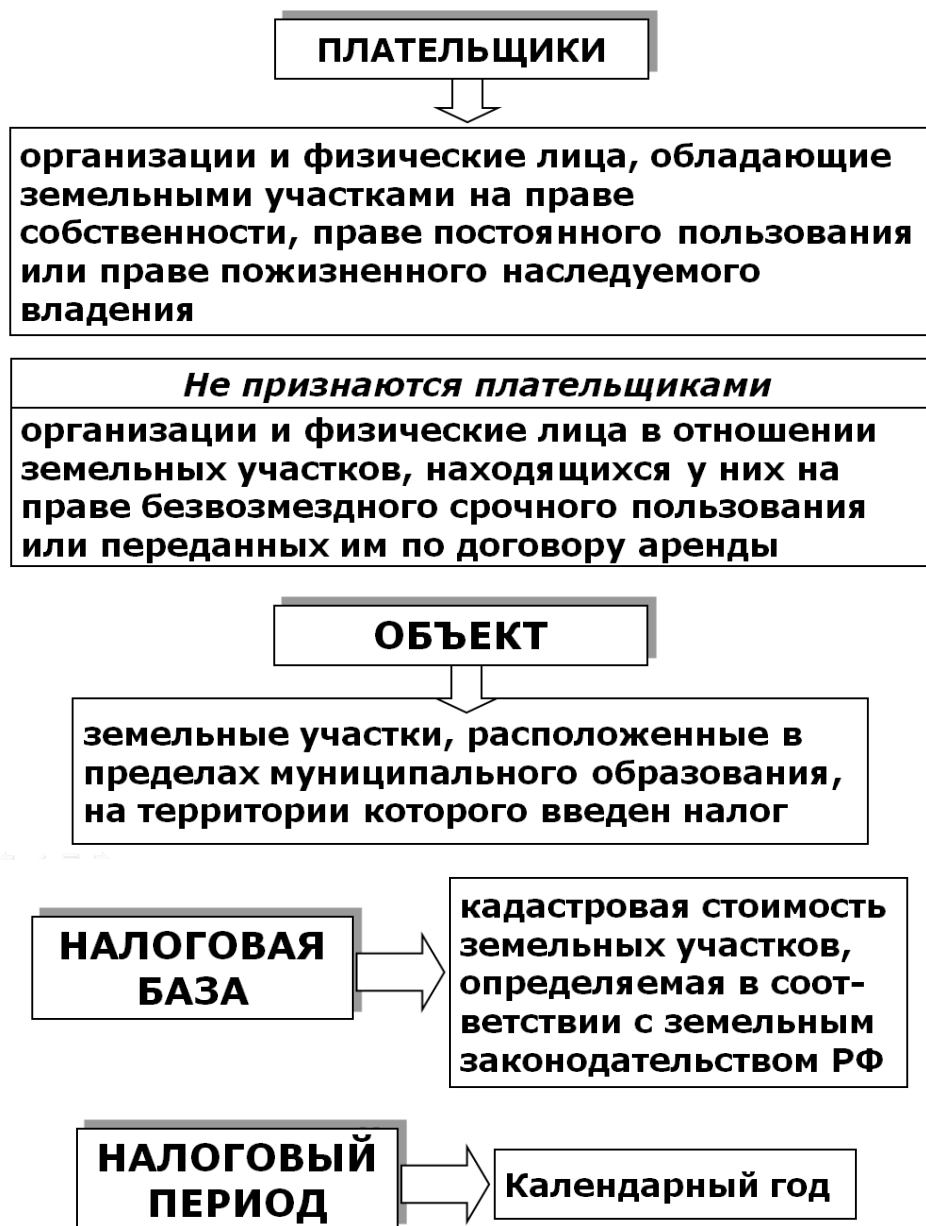 ПЛАТЕЛЬЩИКИ
организации и физические лица, обладающие
земельными участками на праве
собственности, праве постоянного пользования
или праве пожизненного наследуемого
владения
Не признаются плательщиками
организации и физические лица в отношении
земельных участков, находящихся у них на
праве безвозмездного срочного пользования
или переданных им по договору аренды
ОБЪЕКТ
земельные участки, расположенные в
пределах муниципального образования,
на территории которого введен налог
НАЛОГОВАЯ
БАЗА
кадастровая стоимость
земельных участков,
определяемая в соот-
ветствии с земельным
законодательством РФ
НАЛОГОВЫЙ
ПЕРИОД
Календарный год